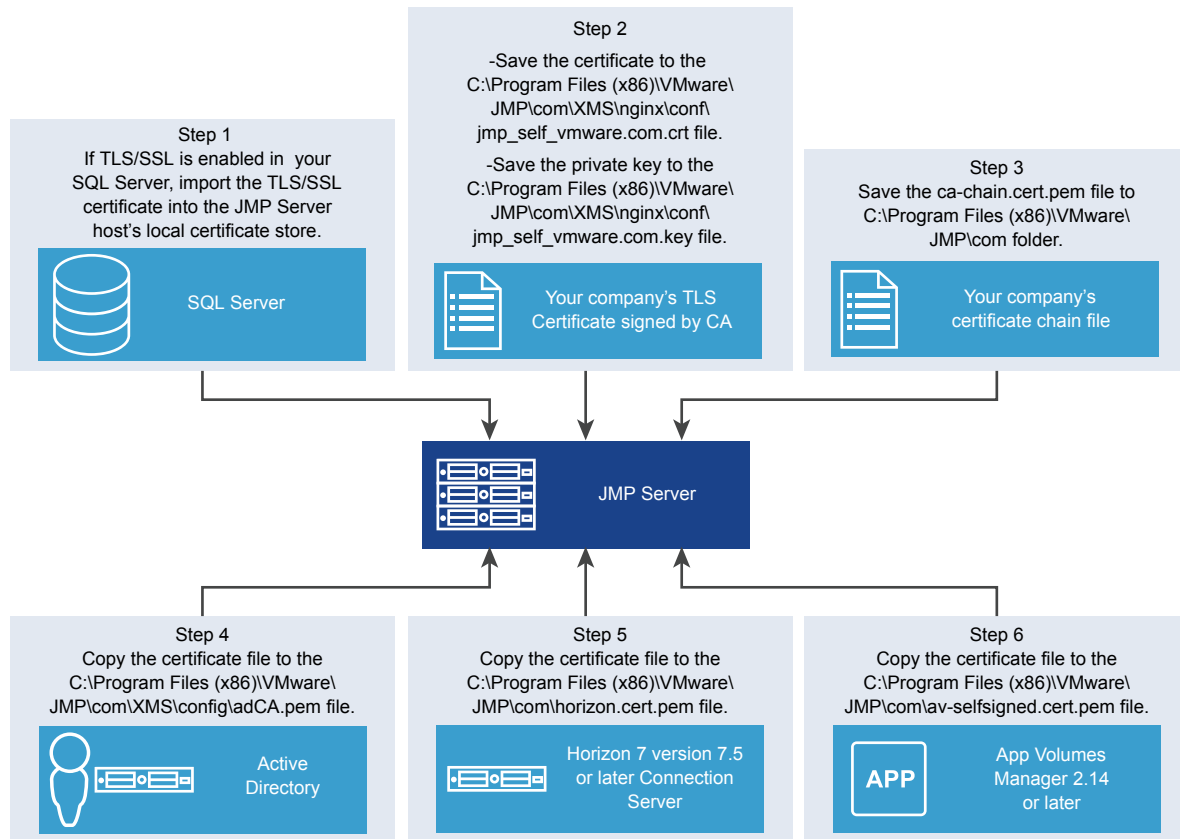 Step 1
If TLS/SSL is enabled in your
SQL Server, import the TLS/SSL
certificate into the JMP Server
host's local certificate store.
SQL Server
Step 2
-Save the certificate to the
C:\Program Files (x86)\VMware\
JMP\com\XMS\nginx\conf\
jmp_self_vmware.com.crt file.
-Save the private key to the
C:\Program Files (x86)\VMware\
JMP\com\XMS\nginx\conf\
jmp_self_vmware.com.key file.
Your company's TLS
Certificate signed by CA
Step 3
Save the ca-chain.cert.pem file to
C:\Program Files (x86)\VMware\
JMP\com folder.
Your company's
certificate chain file
JMP Server
Step 4
Copy the certificate file to the
C:\Program Files (x86)\VMware\
JMP\com\XMS\config\adCA.pem file.
Active
Directory
Step 5
Copy the certificate file to the
C:\Program Files (x86)\VMware\
JMP\com\horizon.cert.pem file.
Horizon 7 version 7.5
or later Connection
Server
Step 6
Copy the certificate file to the
C:\Program Files (x86)\VMware\
JMP\com\av-selfsigned.cert.pem file.
APP
App Volumes
Manager 2.14
or later